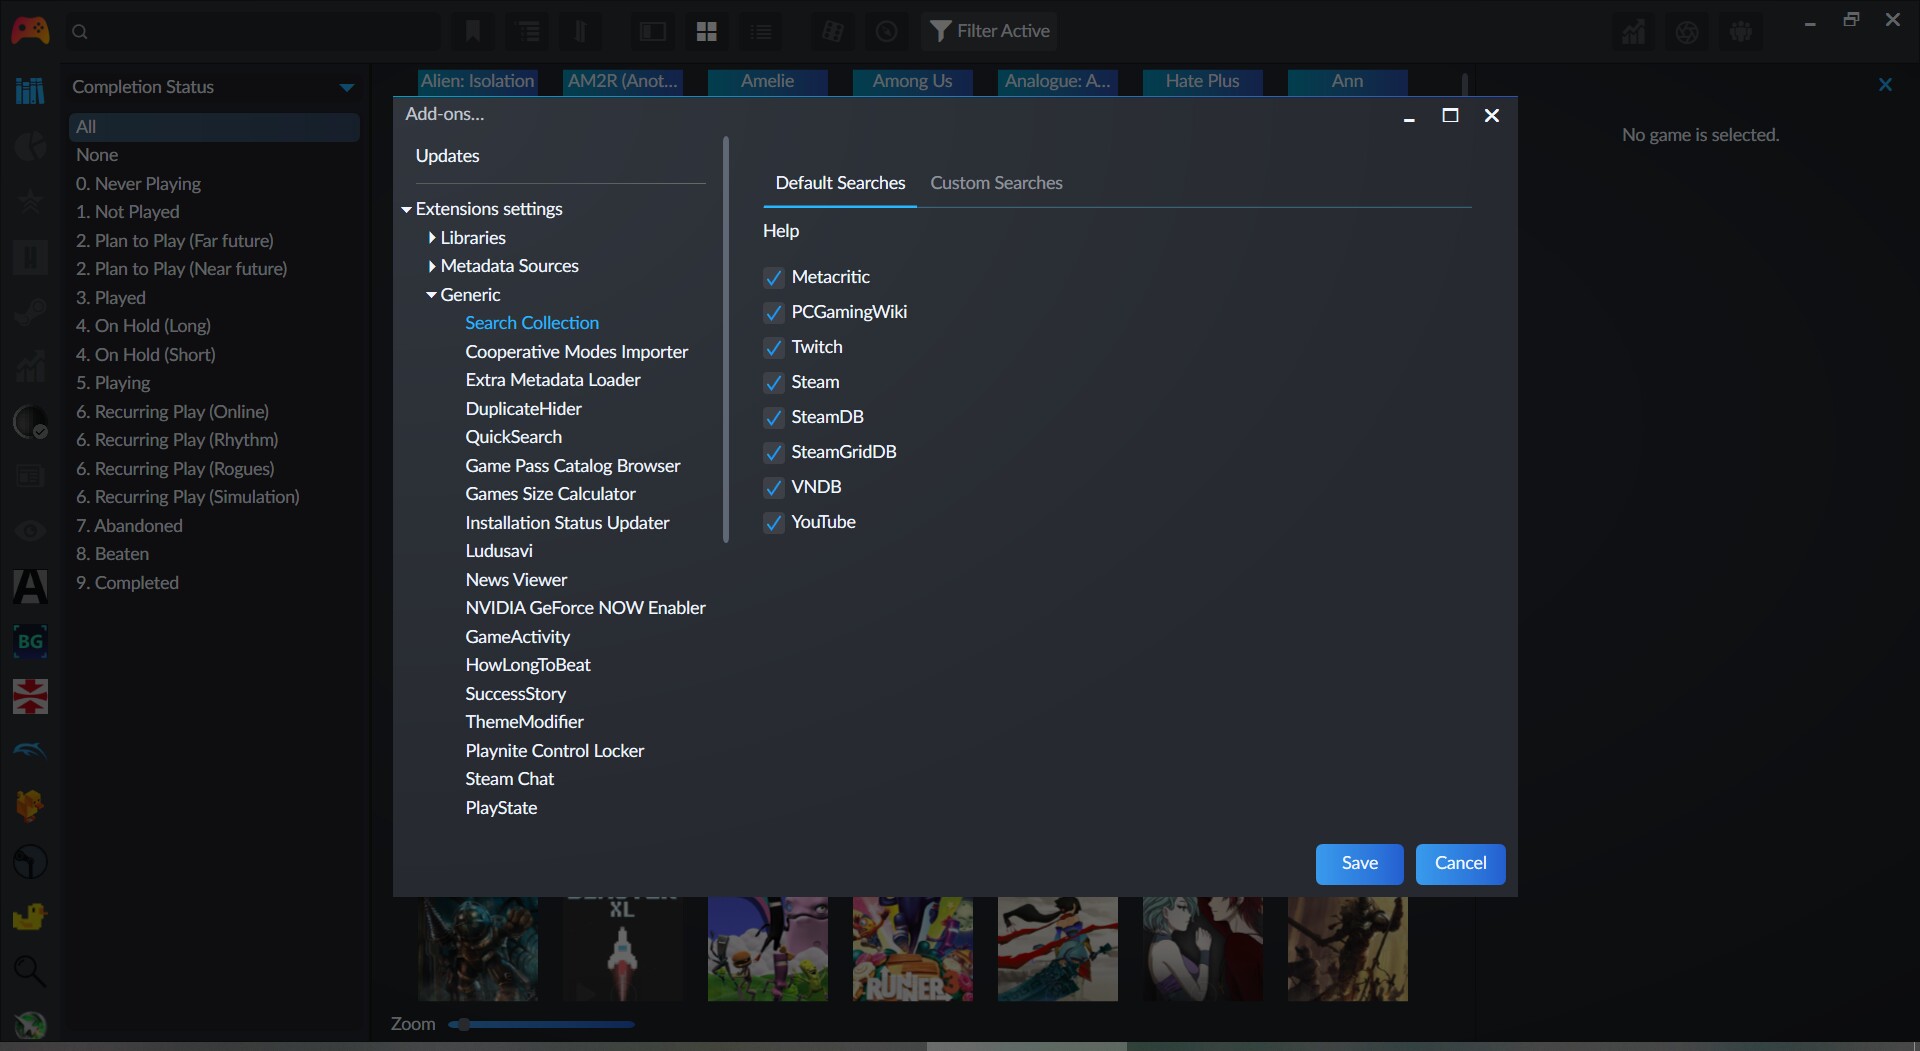 Filter Active
Completion Status
All
None
0. Never Playing
1. Not Played
2. Plan to Play (Far future)
2. Plan to Play (Near future)
3. Played
4. On Hold (Long)
4. On Hold (Short)
5. Playing
6. Recurring Play (Online)
6. Recurring Play (Rhythm)
6. Recurring Play (Rogues)
6. Recurring Play (Simulation)
7. Abandoned
8. Beaten
9. Completed
A
BG
Alien: Isolation
AM2R (Anot...
Amelie
Among Us
Analogue: A...
Hate Plus
Ann
Add-ons...
Updates
Extensions settings
Libraries
Metadata Sources
Generic
Search Collection
Cooperative Modes Importer
Extra Metadata Loader
DuplicateHider
QuickSearch
Game Pass Catalog Browser
Games Size Calculator
Installation Status Updater
Ludusavi
News Viewer
NVIDIA GeForce NOW Enabler
GameActivity
HowLongToBeat
SuccessStory
ThemeModifier
Playnite Control Locker
Steam Chat
PlayState
Default Searches
Custom Searches
Help
Metacritic
PCGamingWiki
Twitch
Steam
SteamDB
SteamGridDB
VNDB
YouTube
Save
Cancel
No game is selected.
XL
RUNNER3
Zoom